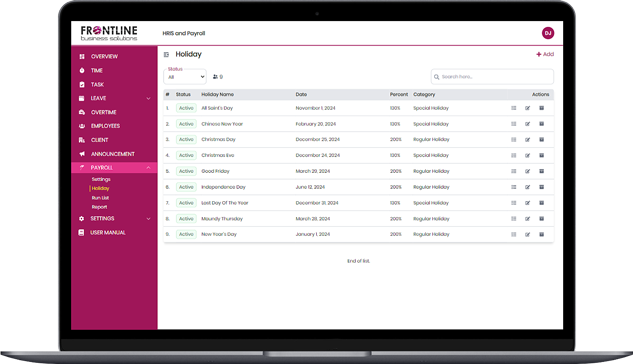 FRONTLINE
business solutions
HRIS and Payroll
DJ
OVERVIEW
TIME
TASK
LEAVE
OVERTIME
EMPLOYEES
CLIENT
ANNOUNCEMENT
PAYROLL
Settings
Holiday
Run List
Report
SETTINGS
USER MANUAL
Holiday
+ Add
Status
All
9
Search here...
# Status Holiday Name Date Percent Category Actions
1. Active All Saint's Day November 1, 2024 130% Special Holiday
2. Active Chinese New Year February 20, 2024 130% Special Holiday
3. Active Christmas Day December 25, 2024 200% Regular Holiday
4. Active Christmas Eve December 24, 2024 130% Special Holiday
5. Active Good Friday March 29, 2024 200% Regular Holiday
6. Active Independence Day June 12, 2024 200% Regular Holiday
7. Active Last Day Of The Year December 31, 2024 130% Special Holiday
8. Active Maundy Thursday March 28, 2024 200% Regular Holiday
9. Active New Year's Day January 1, 2024 200% Regular Holiday
End of list.